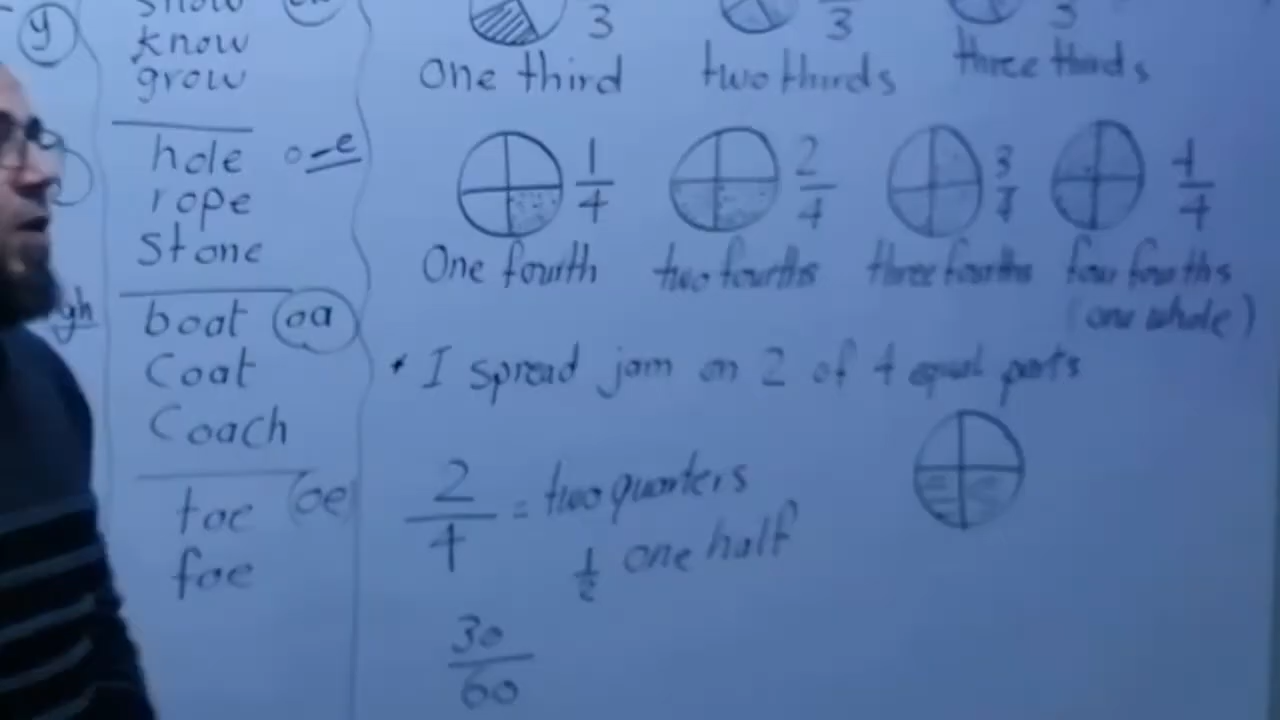 y
know
grow
hole o-e
rope
stone
gh
boat oa
Coat
Coach
toe oe
foe
3 3 3
One third two thirds three thirds
1/4 2/4 3/4 4/4
One fourth two fourths three fourths four fourths
(one whole)
I spread jam on 2 of 4 equal parts
2/4 = two quarters
1/2 one half
30/60